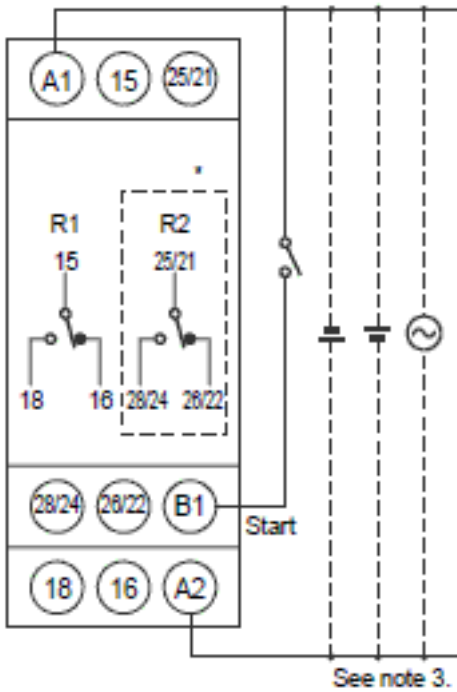 A1 15 25/21
*
R1 R2
15 25/21
18 16 28/24 26/22
28/24 26/22 B1
Start
18 16 A2
See note 3.